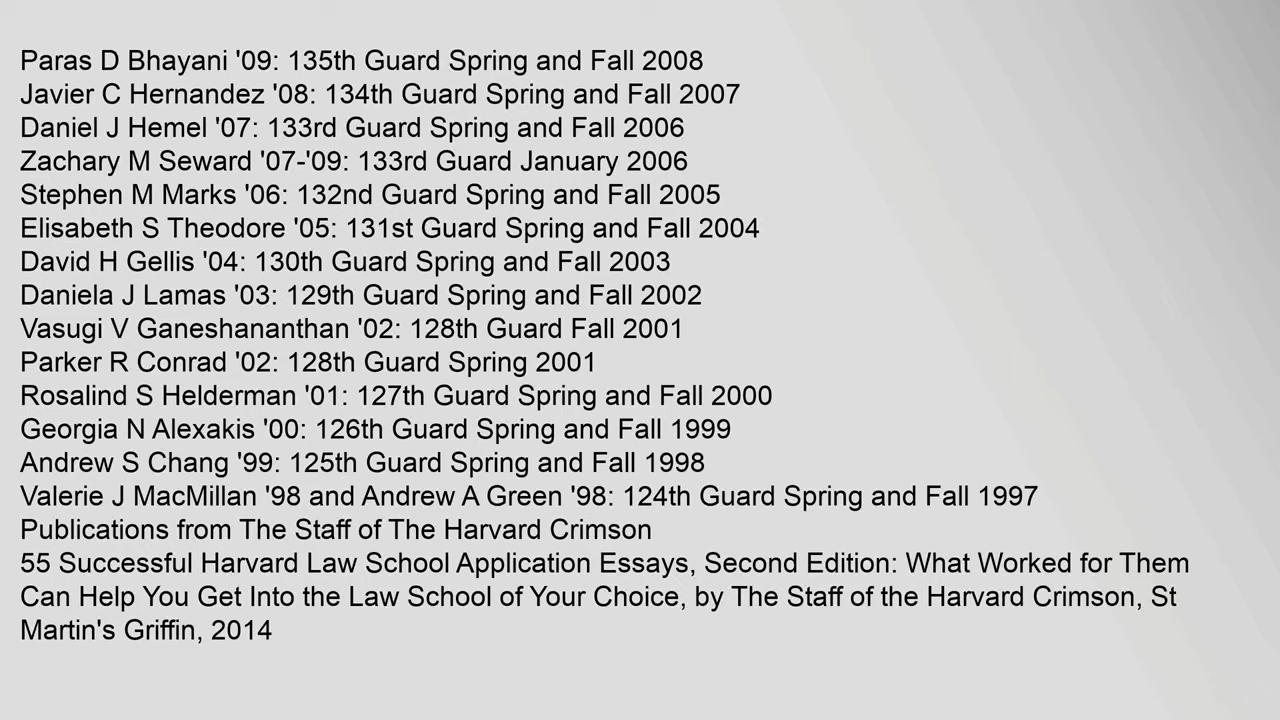 Paras D Bhayani '09: 135th Guard Spring and Fall 2008
Javier C Hernandez '08: 134th Guard Spring and Fall 2007
Daniel J Hemel '07: 133rd Guard Spring and Fall 2006
Zachary M Seward '07-'09: 133rd Guard January 2006
Stephen M Marks '06: 132nd Guard Spring and Fall 2005
Elisabeth S Theodore '05: 131st Guard Spring and Fall 2004
David H Gellis '04: 130th Guard Spring and Fall 2003
Daniela J Lamas '03: 129th Guard Spring and Fall 2002
Vasugi V Ganeshananthan '02: 128th Guard Fall 2001
Parker R Conrad '02: 128th Guard Spring 2001
Rosalind S Helderman '01: 127th Guard Spring and Fall 2000
Georgia N Alexakis '00: 126th Guard Spring and Fall 1999
Andrew S Chang '99: 125th Guard Spring and Fall 1998
Valerie J MacMillan '98 and Andrew A Green '98: 124th Guard Spring and Fall 1997
Publications from The Staff of The Harvard Crimson
55 Successful Harvard Law School Application Essays, Second Edition: What Worked for Them
Can Help You Get Into the Law School of Your Choice, by The Staff of the Harvard Crimson, St
Martin's Griffin, 2014